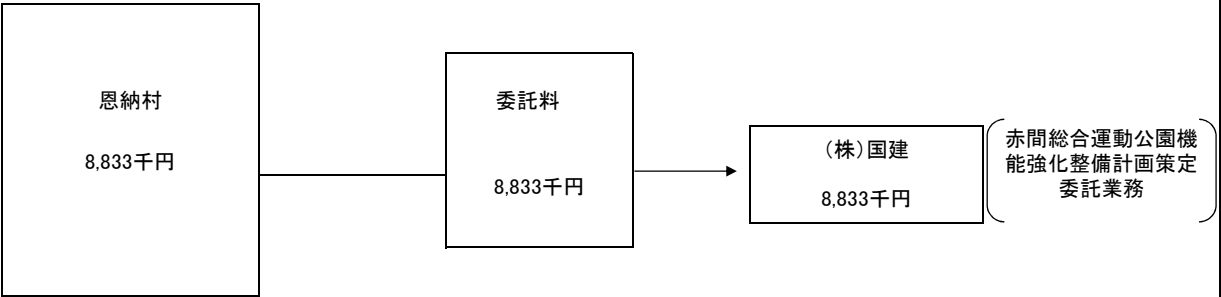 恩納村
8,833千円
委託料
8,833千円
（株）国建
8,833千円
赤間総合運動公園機
能強化整備計画策定
委託業務